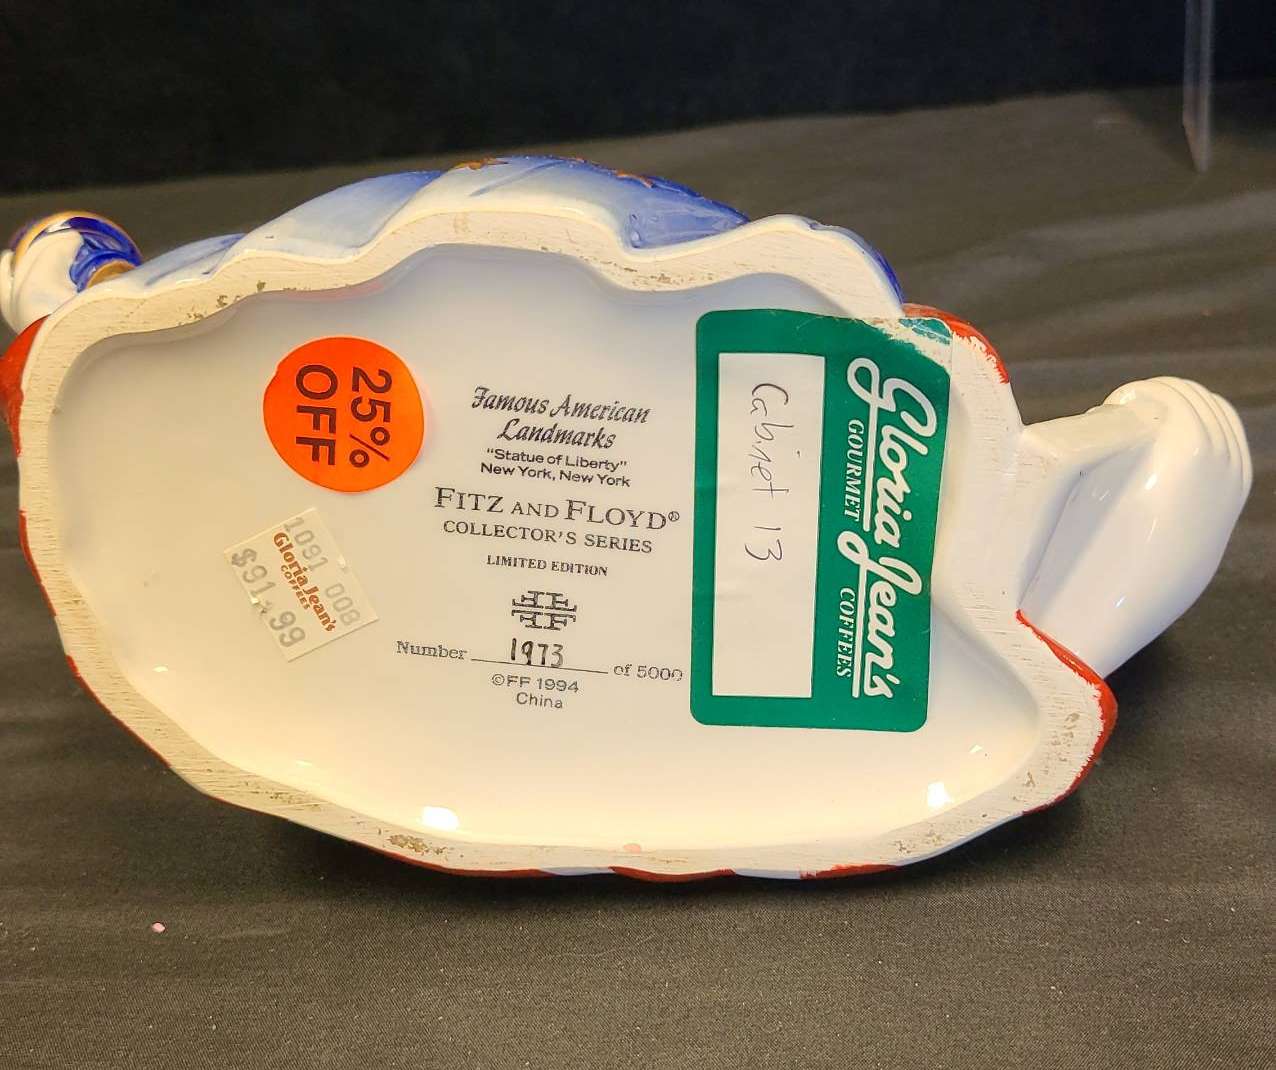 25%
OFF
Famous American
Landmarks
"Statue of Liberty"
New York, New York
FITZ AND FLOYD®
COLLECTOR'S SERIES
LIMITED EDITION
FF
FF
Number 1973 of 5000
©FF 1994
China
1091 008
Gloria Jean's
COFFEES
$91.99
Gloria Jean's
GOURMET COFFEES
Cabinet 13